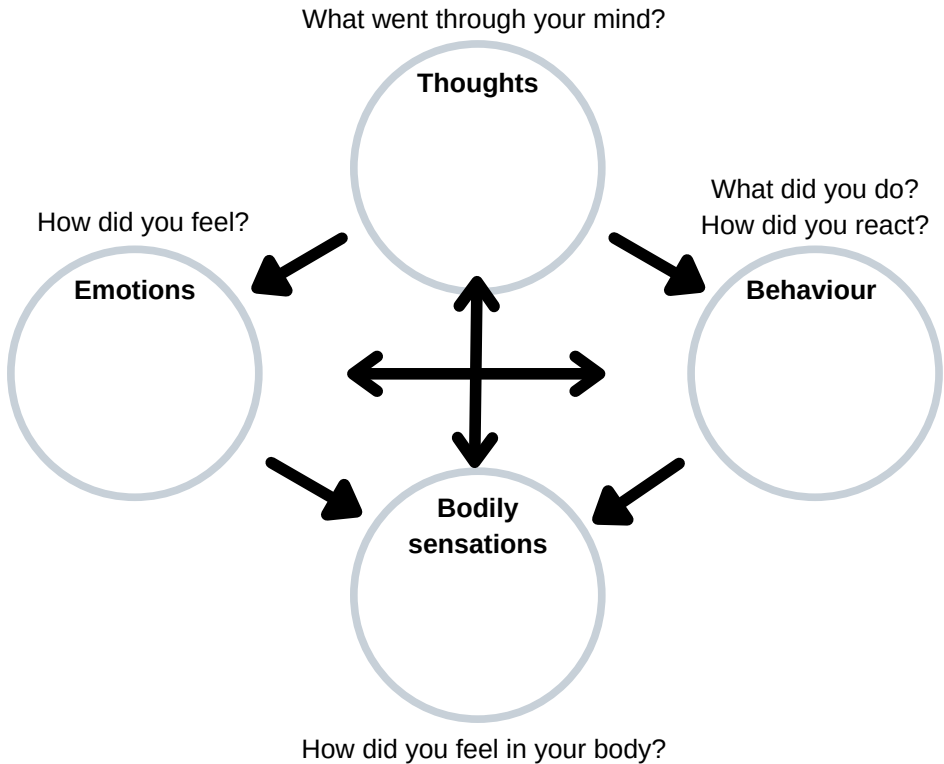 What went through your mind?
Thoughts
What did you do?
How did you react?
How did you feel?
Emotions
Behaviour
Bodily
sensations
How did you feel in your body?